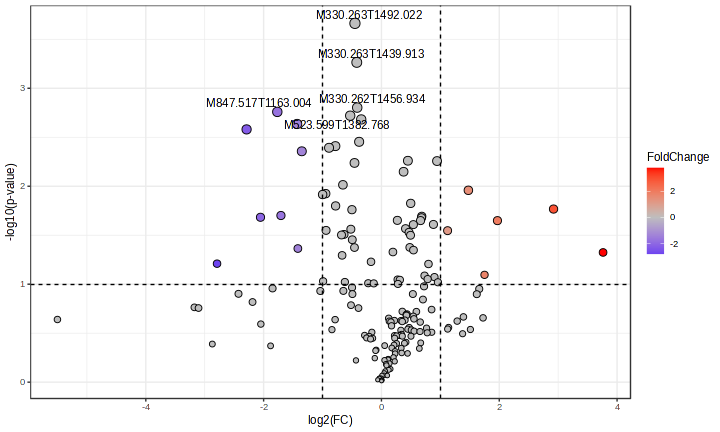 M330.263T1492.022
M330.263T1439.913
M847.517T1163.004
M330.262T1456.934
M523.599T1382.768
-log10(p-value)
3
2
1
0
-4
-2
0
2
4
log2(FC)
FoldChange
2
0
-2